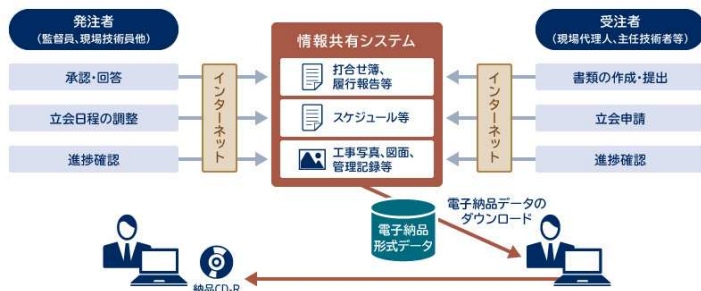 発注者
(監督員、現場技術員他)
承認・回答
立会日程の調整
進捗確認
インターネット
情報共有システム
打合せ簿、
履行報告等
スケジュール等
工事写真、図面、
管理記録等
インターネット
受注者
(現場代理人、主任技術者等)
書類の作成・提出
立会申請
進捗確認
電子納品
形式データ
電子納品データの
ダウンロード
納品CD-R